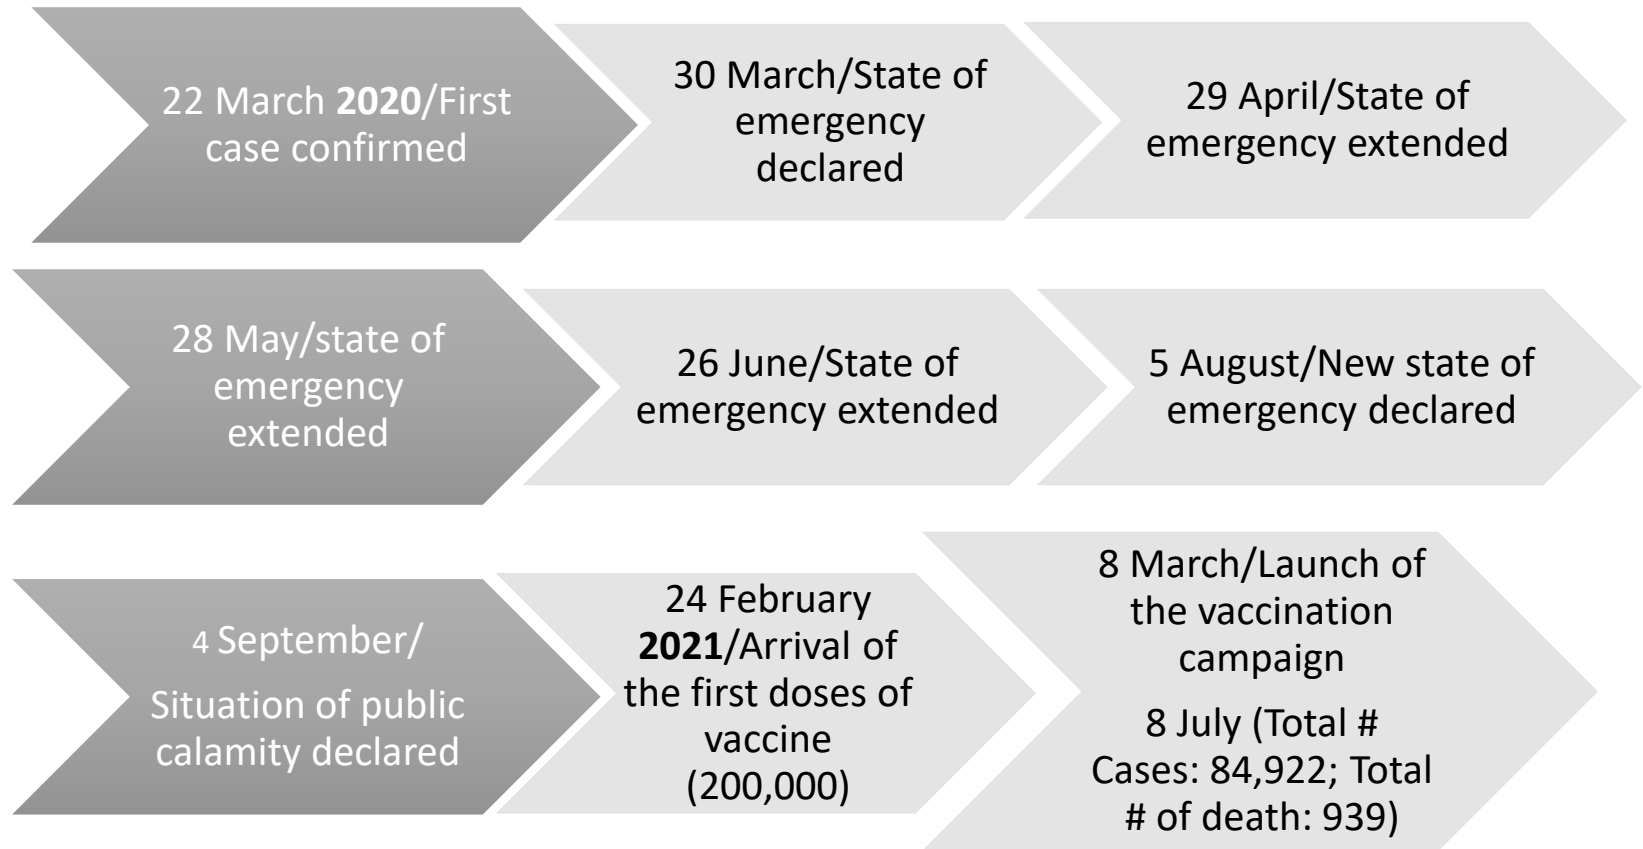 22 March 2020/First
case confirmed
30 March/State of
emergency
declared
29 April/State of
emergency extended
28 May/state of
emergency
extended
26 June/State of
emergency extended
5 August/New state of
emergency declared
4 September/
Situation of public
calamity declared
24 February
2021/Arrival of
the first doses of
vaccine
(200,000)
8 March/Launch of
the vaccination
campaign
8 July (Total #
Cases: 84,922; Total
# of death: 939)